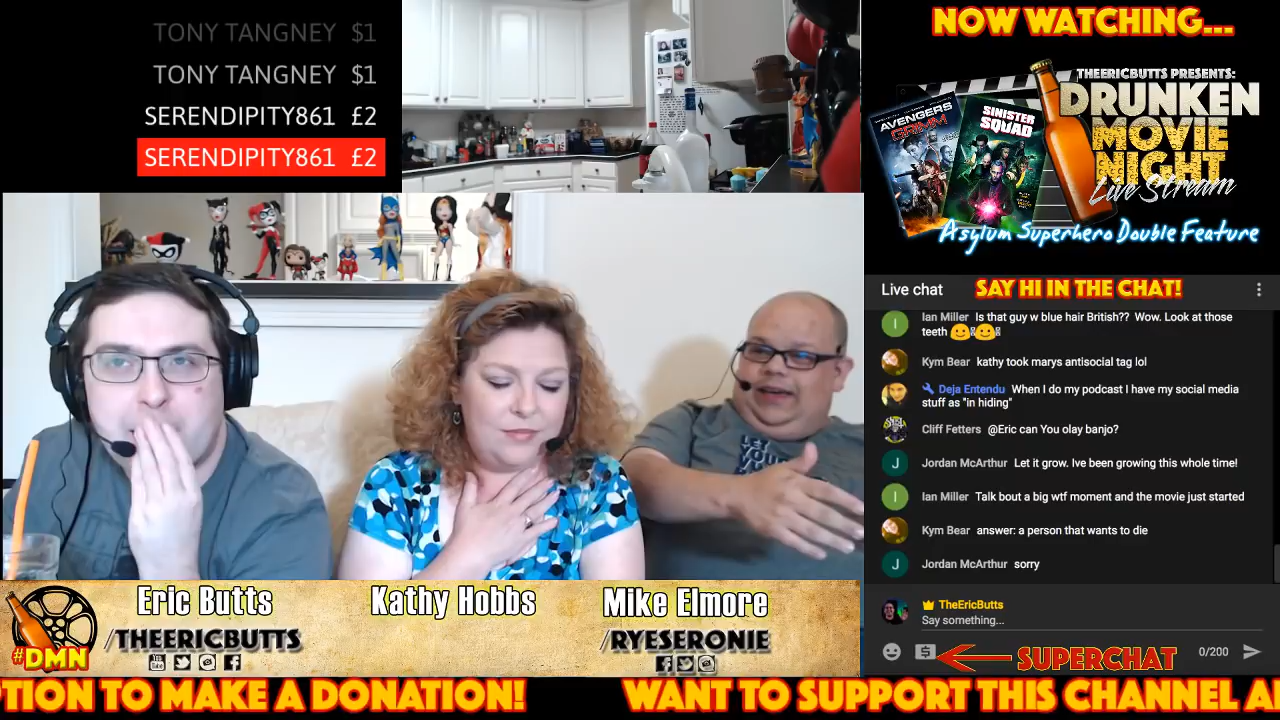 TONY TANGNEY $1
TONY TANGNEY $1
SERENDIPITY861 £2
SERENDIPITY861 £2
NOW WATCHING...
THEERICBUTTS PRESENTS:
DRUNKEN
MOVIE
NIGHT
Live Stream
AVENGERS
GRIMM
SINISTER
SQUAD
Asylum Superhero Double Feature
Live chat
SAY HI IN THE CHAT!
Ian Miller Is that guy w blue hair British?? Wow. Look at those
teeth
Kym Bear kathy took marys antisocial tag lol
Deja Entendu When I do my podcast I have my social media
stuff as "in hiding"
Cliff Fetters @Eric can You olay banjo?
J Jordan McArthur Let it grow. Ive been growing this whole time!
I Ian Miller Talk bout a big wtf moment and the movie just started
Kym Bear answer: a person that wants to die
J Jordan McArthur sorry
TheEricButts
Say something...
SUPERCHAT
0/200
LET
YOUR
Eric Butts
/THEERICBUTTS
Kathy Hobbs
Mike Elmore
/RYESERONIE
#DMN
PTION TO MAKE A DONATION!
WANT TO SUPPORT THIS CHANNEL A